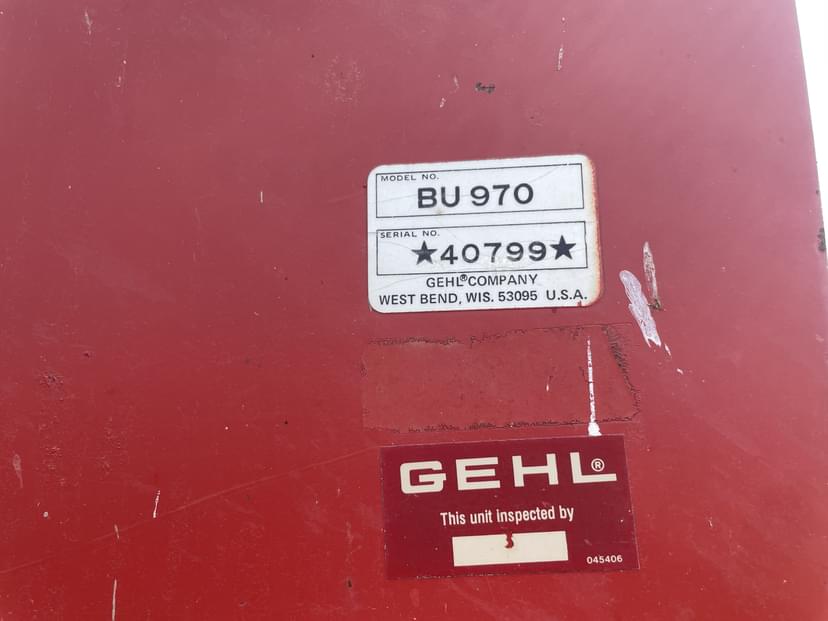 MODEL NO.
BU 970
SERIAL NO.
★40799★
GEHL® COMPANY
WEST BEND, WIS. 53095 U.S.A.
GEHL®
This unit inspected by
045406